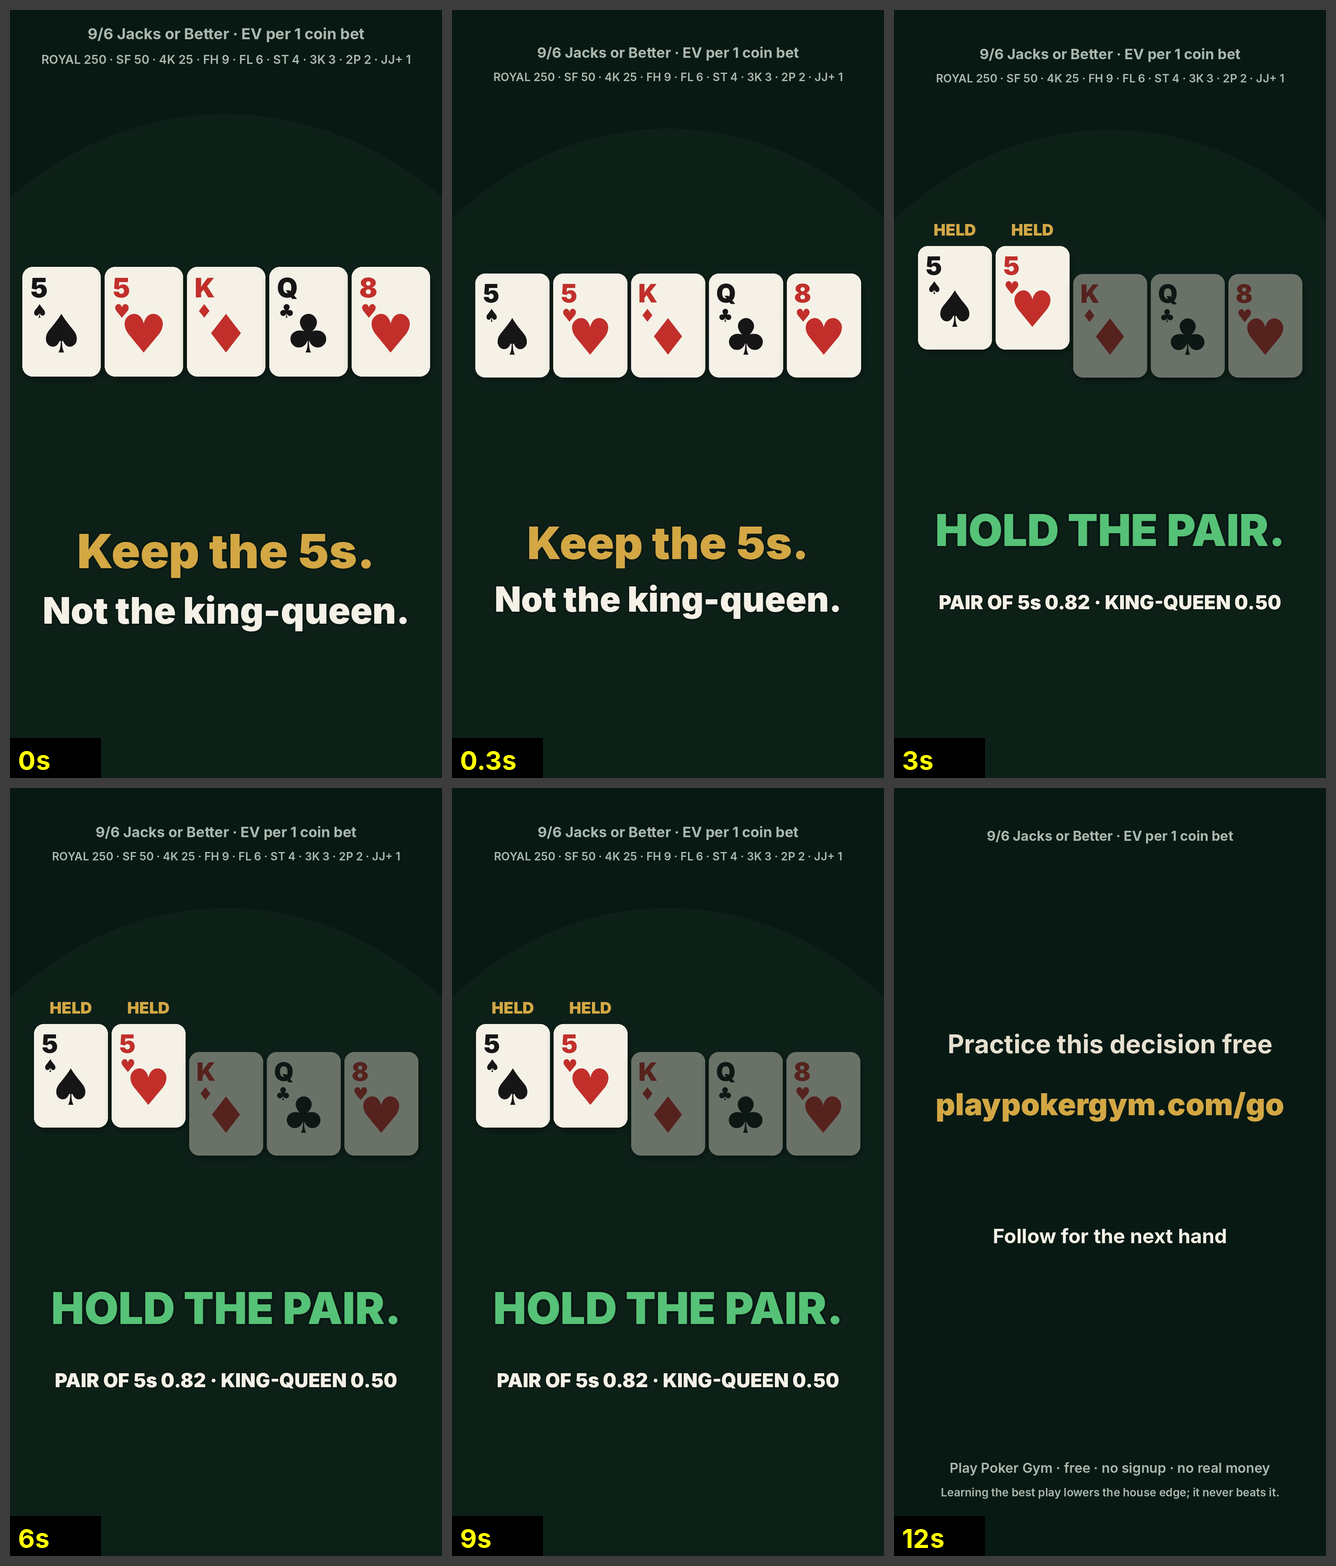 9/6 Jacks or Better · EV per 1 coin bet
ROYAL 250 · SF 50 · 4K 25 · FH 9 · FL 6 · ST 4 · 3K 3 · 2P 2 · JJ+ 1
5 5 K Q 8
Keep the 5s.
Not the king-queen.
0s
9/6 Jacks or Better · EV per 1 coin bet
ROYAL 250 · SF 50 · 4K 25 · FH 9 · FL 6 · ST 4 · 3K 3 · 2P 2 · JJ+ 1
5 5 K Q 8
Keep the 5s.
Not the king-queen.
0.3s
9/6 Jacks or Better · EV per 1 coin bet
ROYAL 250 · SF 50 · 4K 25 · FH 9 · FL 6 · ST 4 · 3K 3 · 2P 2 · JJ+ 1
HELD HELD
5 5 K Q 8
HOLD THE PAIR.
PAIR OF 5s 0.82 · KING-QUEEN 0.50
3s
9/6 Jacks or Better · EV per 1 coin bet
ROYAL 250 · SF 50 · 4K 25 · FH 9 · FL 6 · ST 4 · 3K 3 · 2P 2 · JJ+ 1
HELD HELD
5 5 K Q 8
HOLD THE PAIR.
PAIR OF 5s 0.82 · KING-QUEEN 0.50
6s
9/6 Jacks or Better · EV per 1 coin bet
ROYAL 250 · SF 50 · 4K 25 · FH 9 · FL 6 · ST 4 · 3K 3 · 2P 2 · JJ+ 1
HELD HELD
5 5 K Q 8
HOLD THE PAIR.
PAIR OF 5s 0.82 · KING-QUEEN 0.50
9s
9/6 Jacks or Better · EV per 1 coin bet
Practice this decision free
playpokergym.com/go
Follow for the next hand
Play Poker Gym · free · no signup · no real money
Learning the best play lowers the house edge; it never beats it.
12s